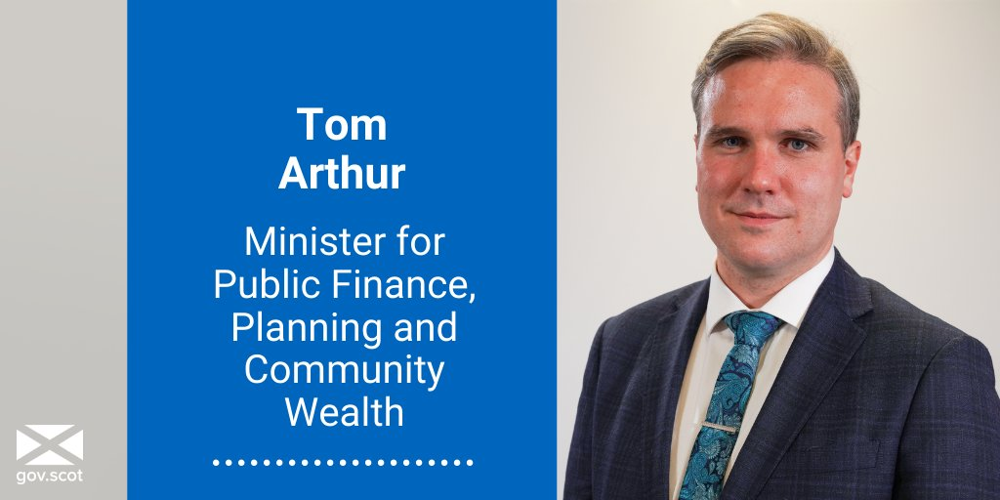 Tom
Arthur
Minister for
Public Finance,
Planning and
Community
Wealth
gov.scot